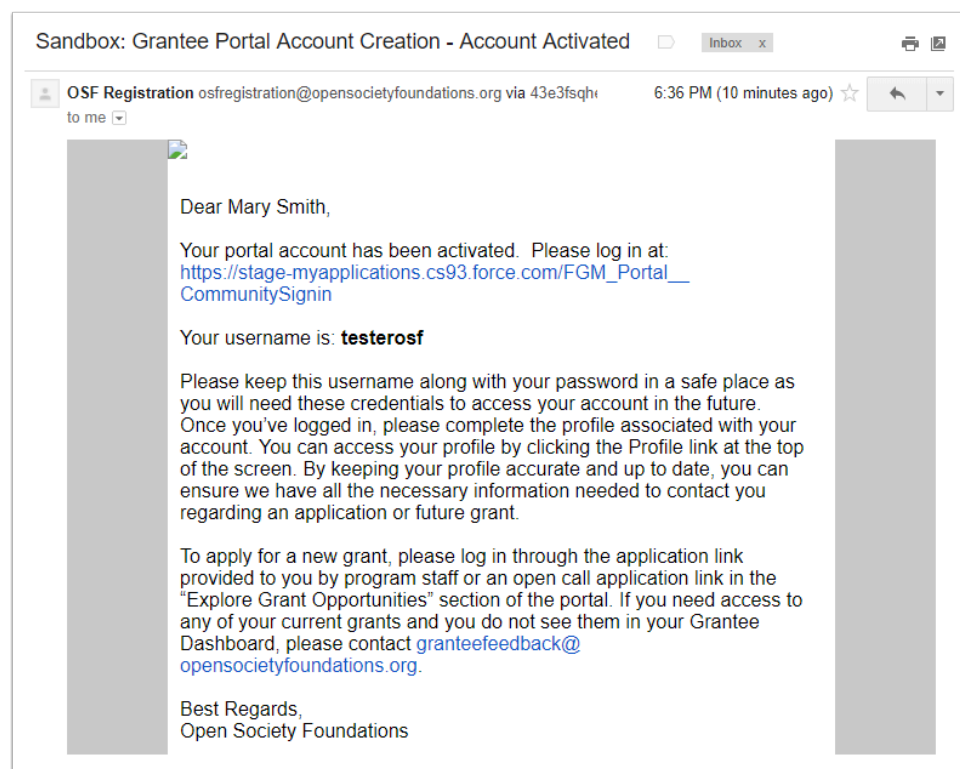 Sandbox: Grantee Portal Account Creation - Account Activated
Inbox x
OSF Registration osfregistration@opensocietyfoundations.org via 43e3fsqh
6:36 PM (10 minutes ago)
to me
Dear Mary Smith,
Your portal account has been activated.  Please log in at:
https://stage-myapplications.cs93.force.com/FGM_Portal__
CommunitySignin
Your username is: testerosf
Please keep this username along with your password in a safe place as
you will need these credentials to access your account in the future.
Once you’ve logged in, please complete the profile associated with your
account. You can access your profile by clicking the Profile link at the top
of the screen. By keeping your profile accurate and up to date, you can
ensure we have all the necessary information needed to contact you
regarding an application or future grant.
To apply for a new grant, please log in through the application link
provided to you by program staff or an open call application link in the
“Explore Grant Opportunities” section of the portal. If you need access to
any of your current grants and you do not see them in your Grantee
Dashboard, please contact granteefeedback@
opensocietyfoundations.org.
Best Regards,
Open Society Foundations